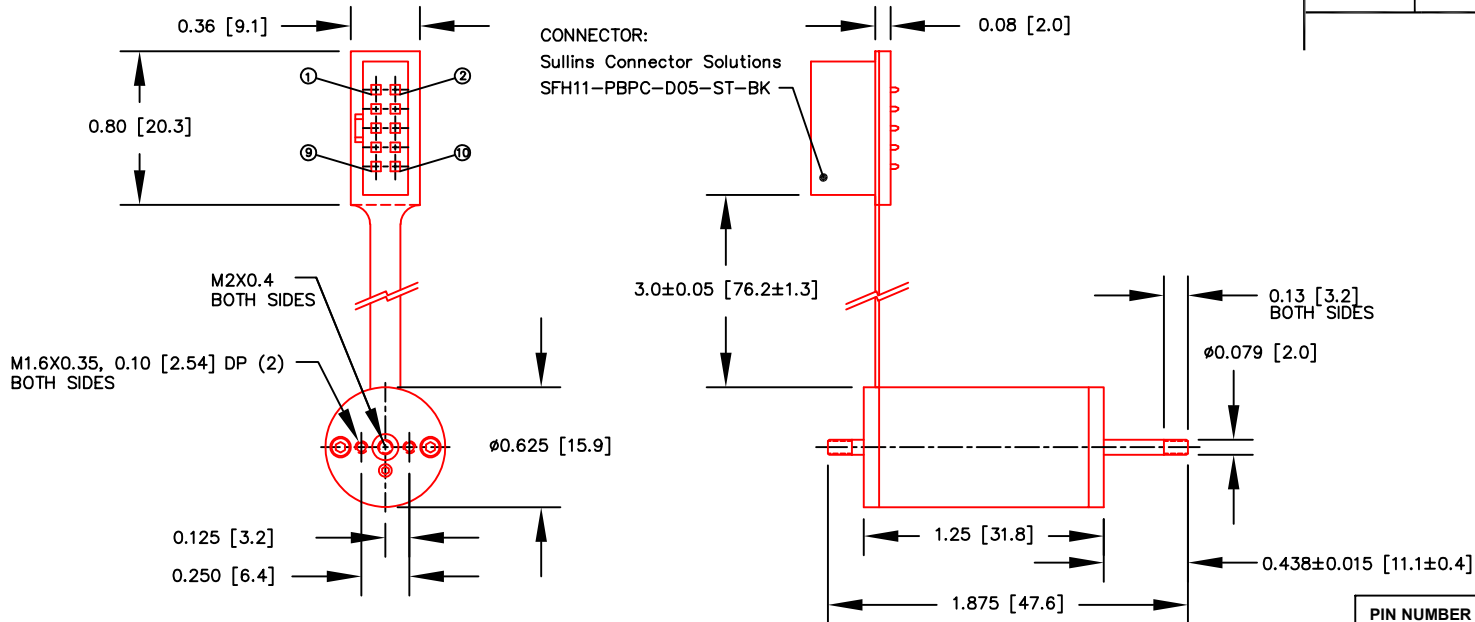 0.36 [9.1]
CONNECTOR:
Sullins Connector Solutions
SFH11-PBPC-D05-ST-BK
0.08 [2.0]
1
2
0.80 [20.3]
9
10
M2X0.4
BOTH SIDES
3.0±0.05 [76.2±1.3]
0.13 [3.2]
BOTH SIDES
M1.6X0.35, 0.10 [2.54] DP (2)
BOTH SIDES
ø0.079 [2.0]
ø0.625 [15.9]
0.125 [3.2]
1.25 [31.8]
0.438±0.015 [11.1±0.4]
0.250 [6.4]
1.875 [47.6]
PIN NUMBER